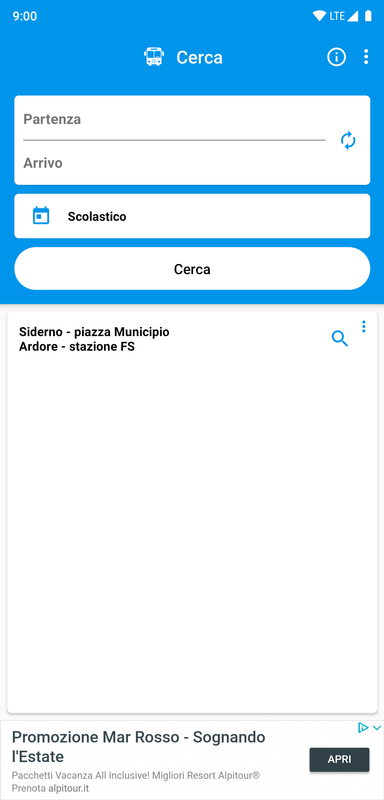 9:00
LTE
Cerca
Partenza
Arrivo
Scolastico
Cerca
Siderno - piazza Municipio
Ardore - stazione FS
Promozione Mar Rosso - Sognando
l'Estate
Pacchetti Vacanza All Inclusive! Migliori Resort Alpitour®
Prenota alpitour.it
APRI